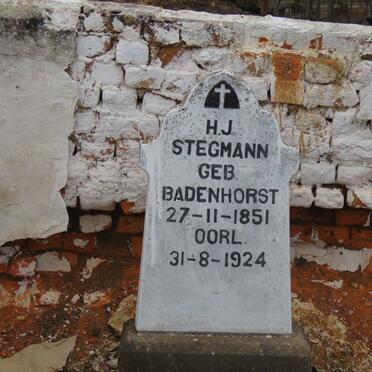 H.J
STEGMANN
GEB.
BADENHORST
27-11-1851
OORL.
31-8-1924